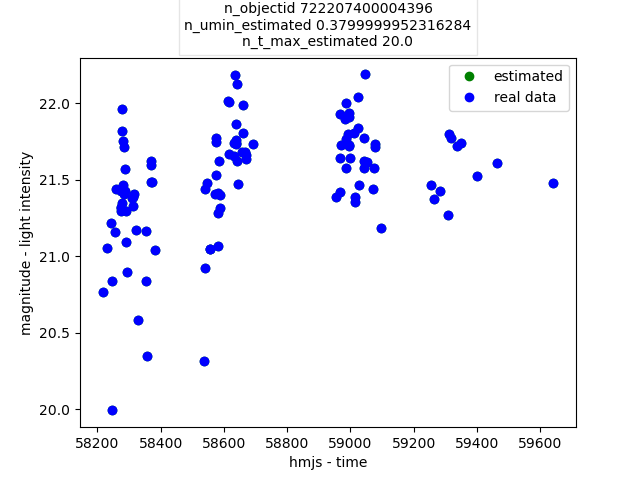 n_objectid 722207400004396
n_umin_estimated 0.3799999952316284
n_t_max_estimated 20.0
estimated
real data
22.0
21.5
21.0
20.5
20.0
magnitude - light intensity
58200 58400 58600 58800 59000 59200 59400 59600
hmjs - time